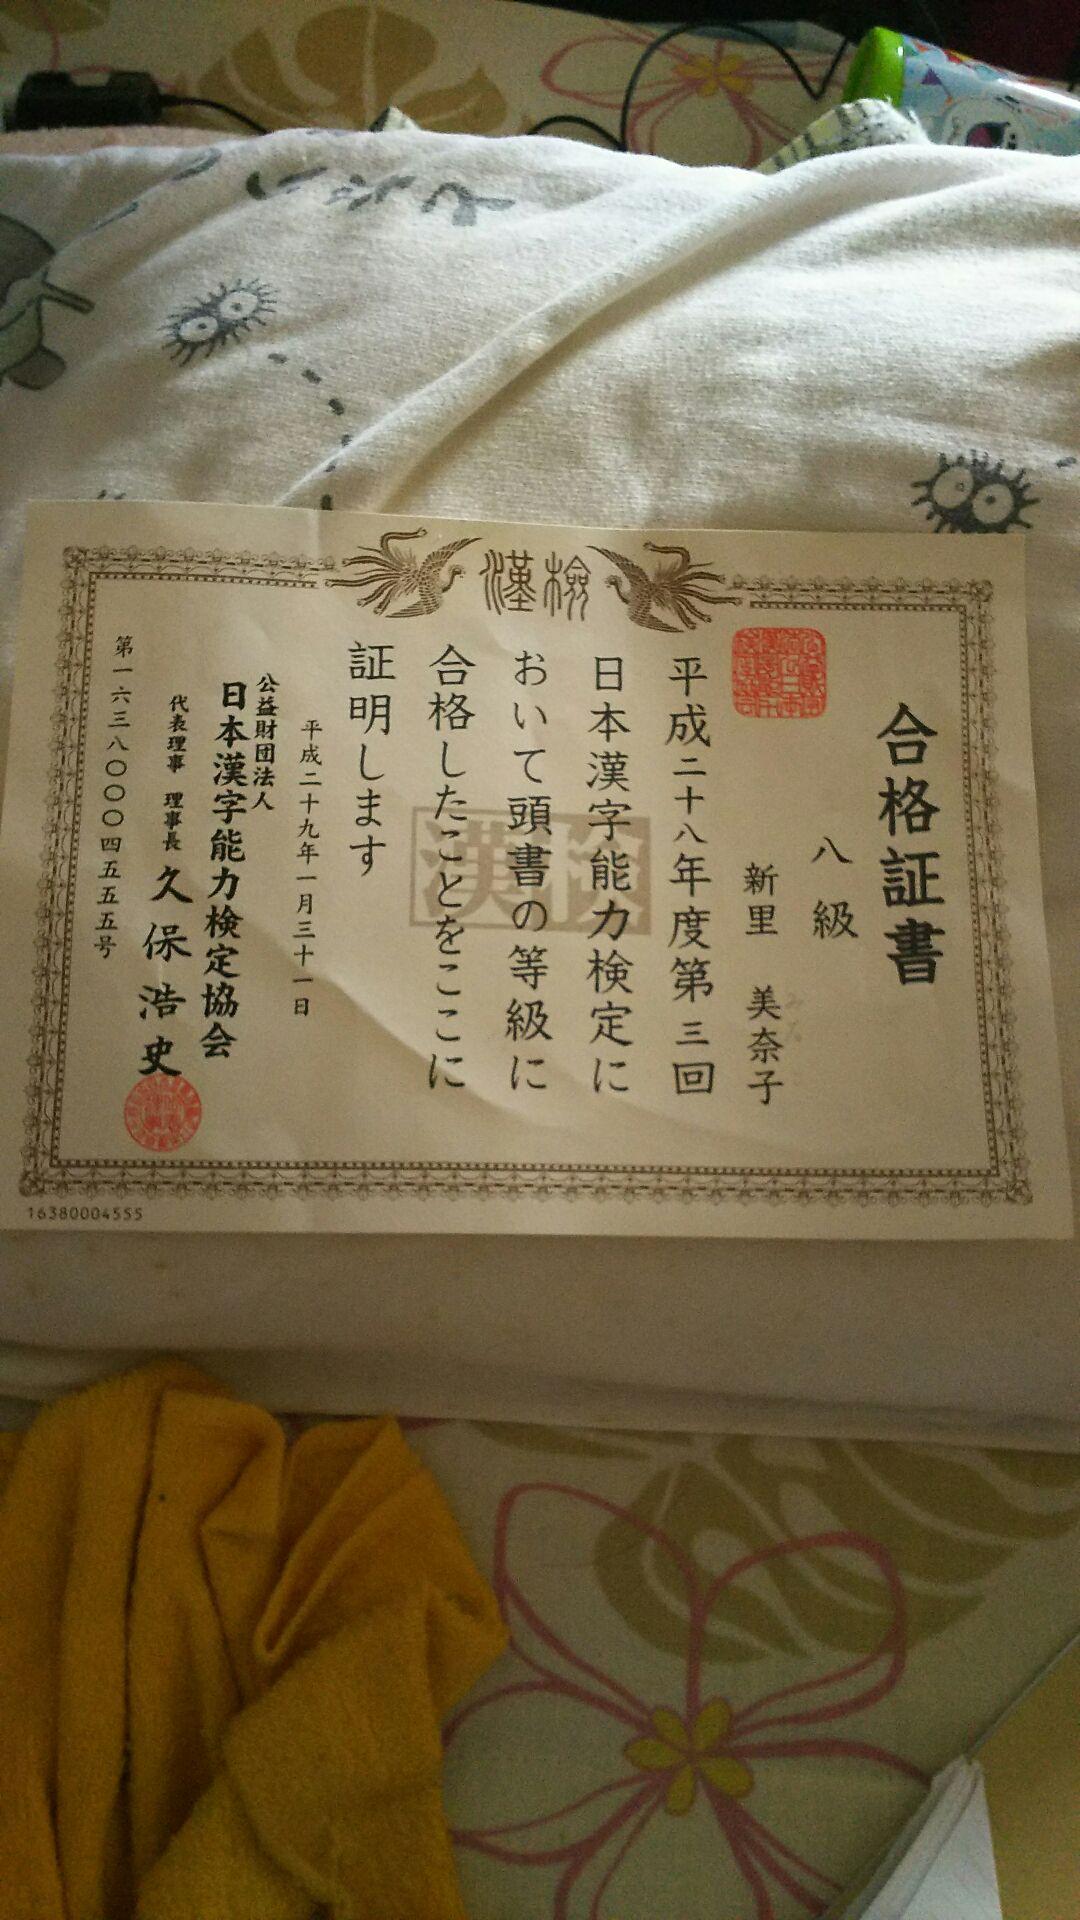 漢検
合格証書
八級
新里 美奈子
平成二十八年度第三回
日本漢字能力検定に
おいて頭書の等級に
合格したことをここに
証明します
漢検
平成二十九年一月三十一日
公益財団法人
日本漢字能力検定協会
代表理事 理事長 久保浩史
第一六三八〇〇〇四五五五号
16380004555